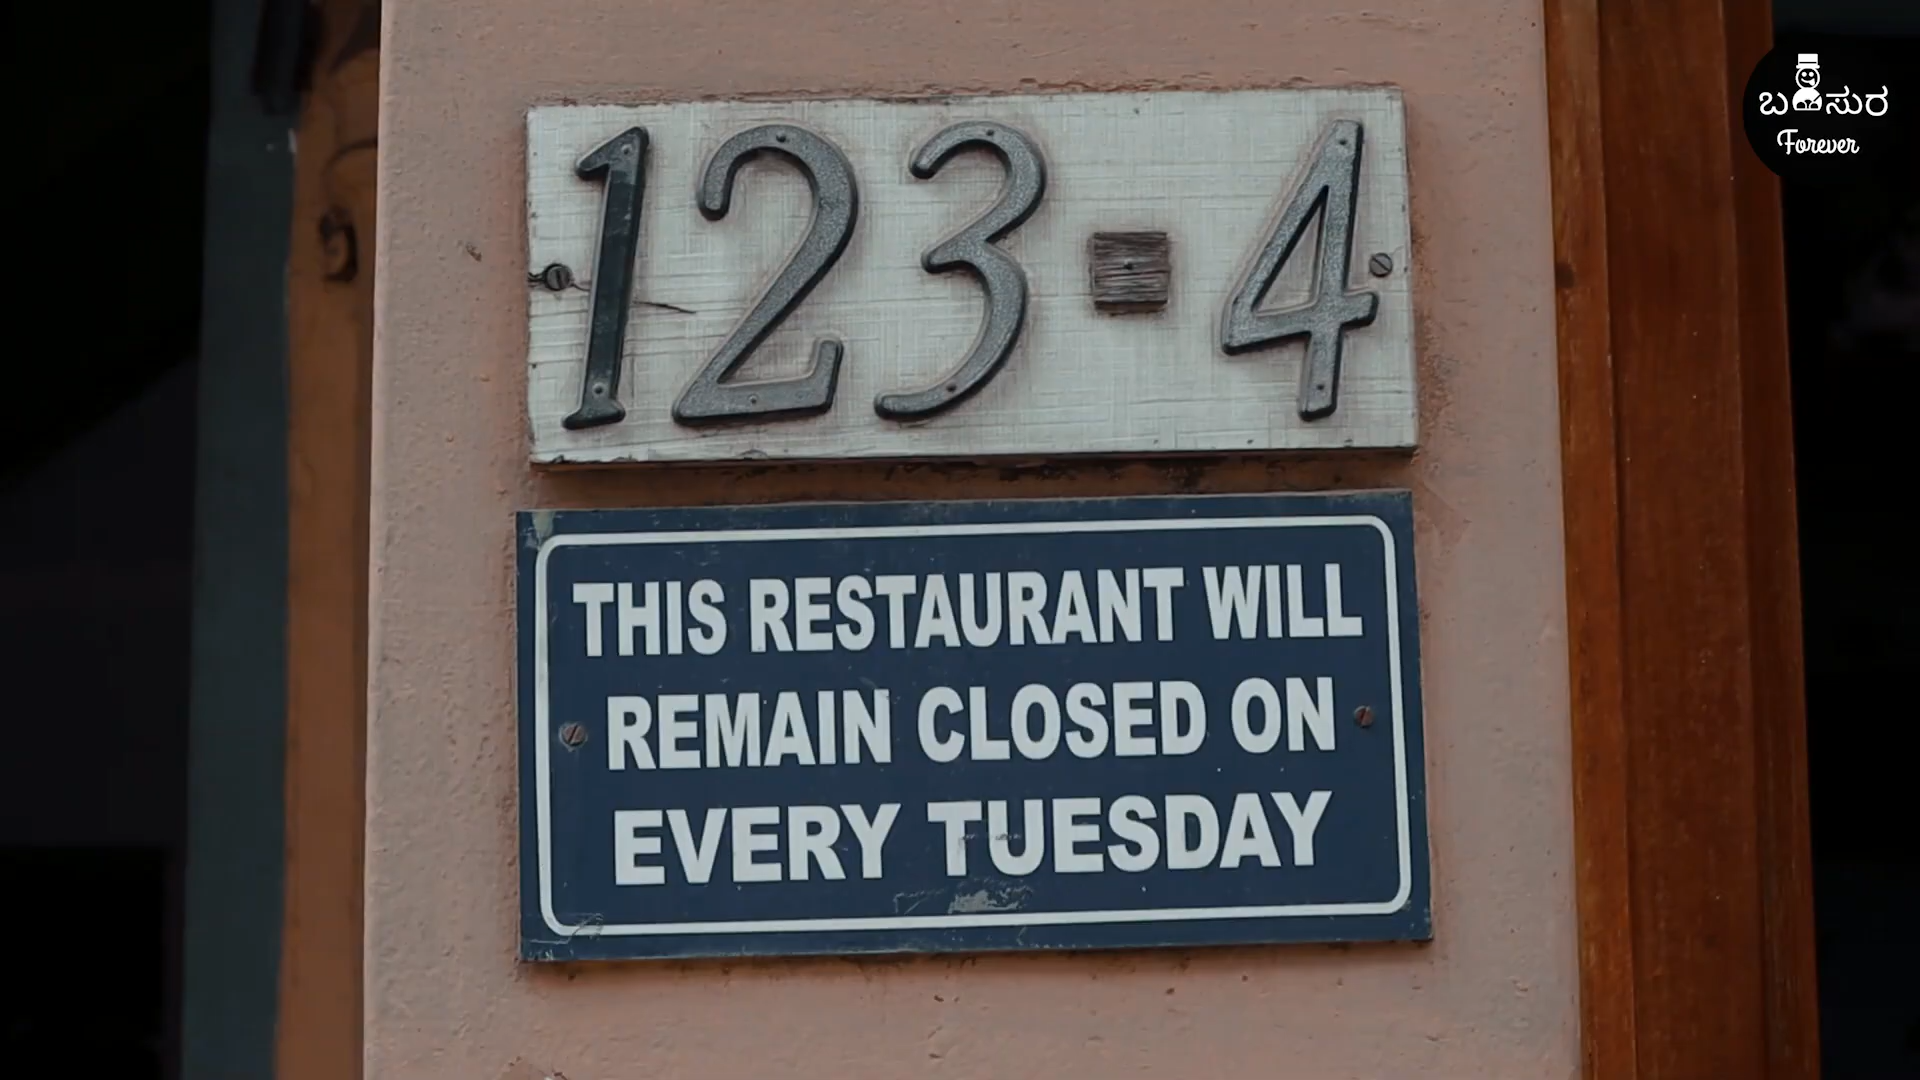 123-4
THIS RESTAURANT WILL
REMAIN CLOSED ON
EVERY TUESDAY
Forever